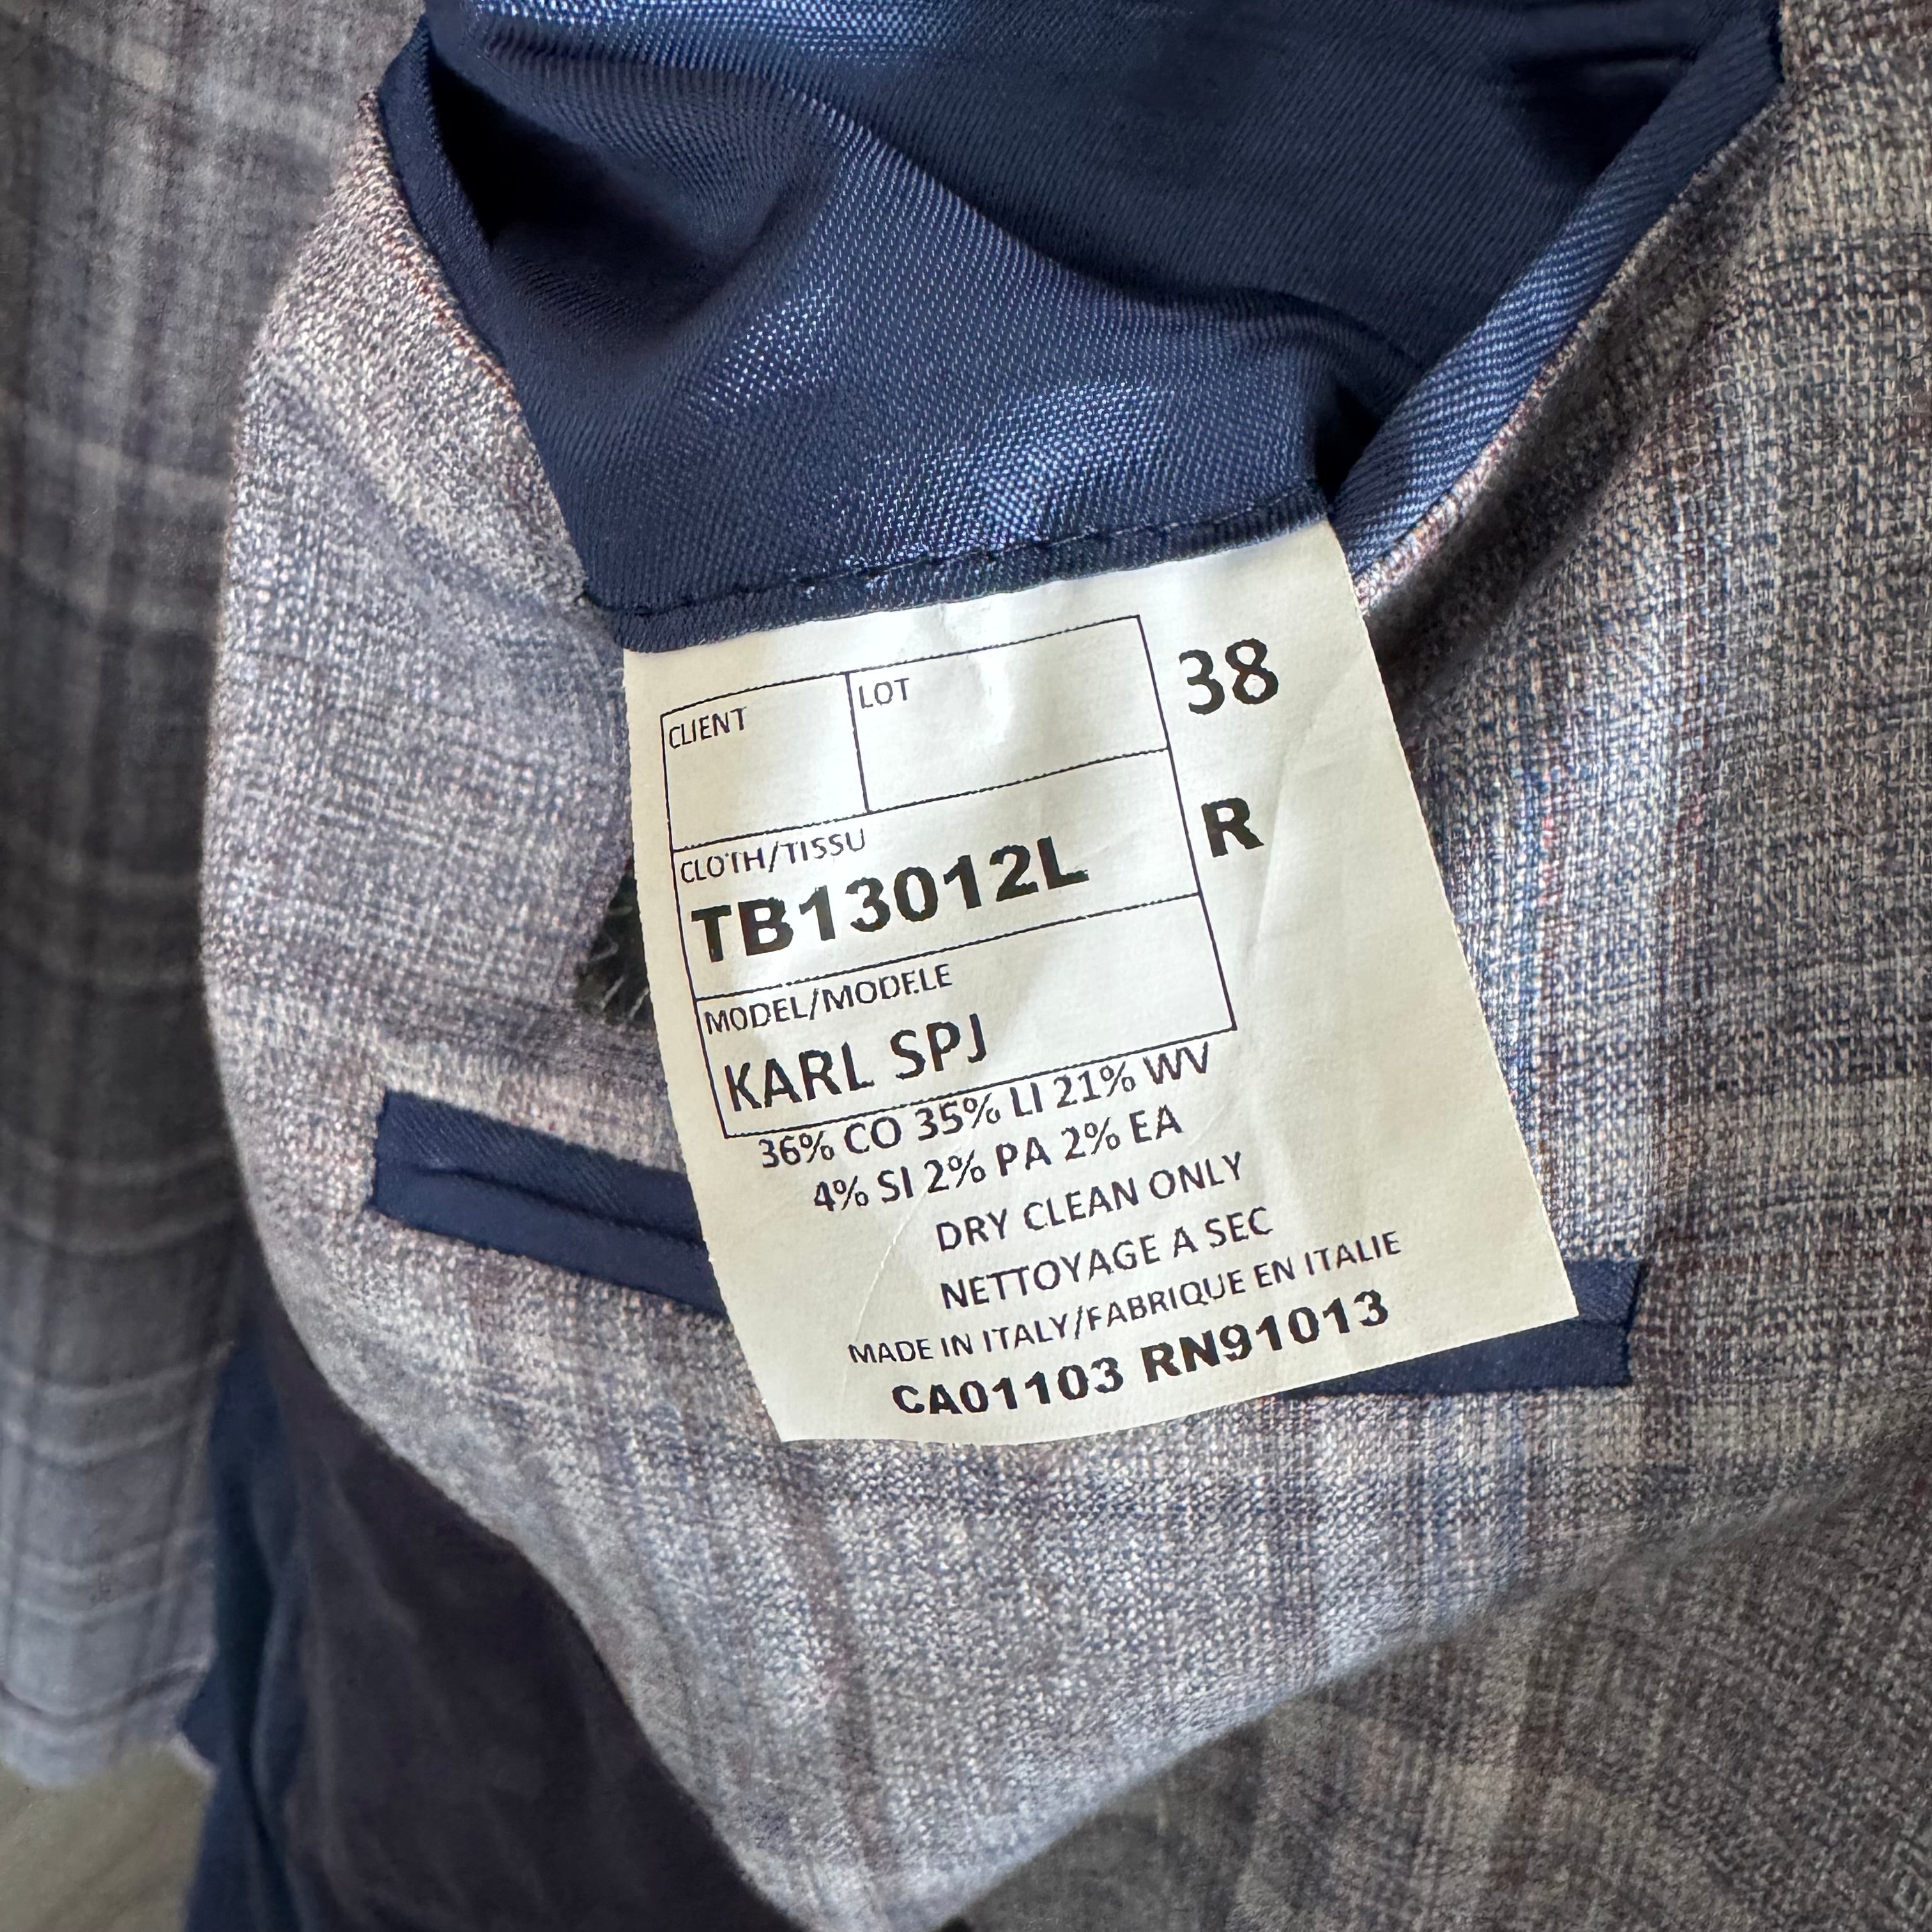 CLIENT
LOT
38
CLOTH/TISSU
TB13012L
R
MODEL/MODELE
KARL SPJ
36% CO 35% LI 21% WV
4% SI 2% PA 2% EA
DRY CLEAN ONLY
NETTOYAGE A SEC
MADE IN ITALY/FABRIQUE EN ITALIE
CA01103 RN91013